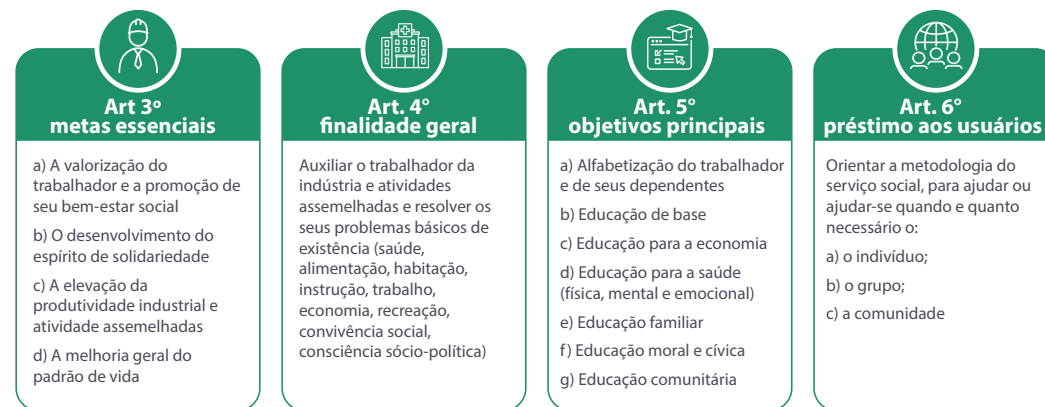 Art 3º
metas essenciais
a) A valorização do
trabalhador e a promoção de
seu bem-estar social
b) O desenvolvimento do
espírito de solidariedade
c) A elevação da
produtividade industrial e
atividade assemelhadas
d) A melhoria geral do
padrão de vida
Art. 4°
finalidade geral
Auxiliar o trabalhador da
indústria e atividades
assemelhadas e resolver os
seus problemas básicos de
existência (saúde,
alimentação, habitação,
instrução, trabalho,
economia, recreação,
convivência social,
consciência sócio-política)
Art. 5°
objetivos principais
a) Alfabetização do trabalhador
e de seus dependentes
b) Educação de base
c) Educação para a economia
d) Educação para a saúde
(física, mental e emocional)
e) Educação familiar
f) Educação moral e cívica
g) Educação comunitária
Art. 6°
préstimo aos usuários
Orientar a metodologia do
serviço social, para ajudar ou
ajudar-se quando e quanto
necessário o:
a) o indivíduo;
b) o grupo;
c) a comunidade